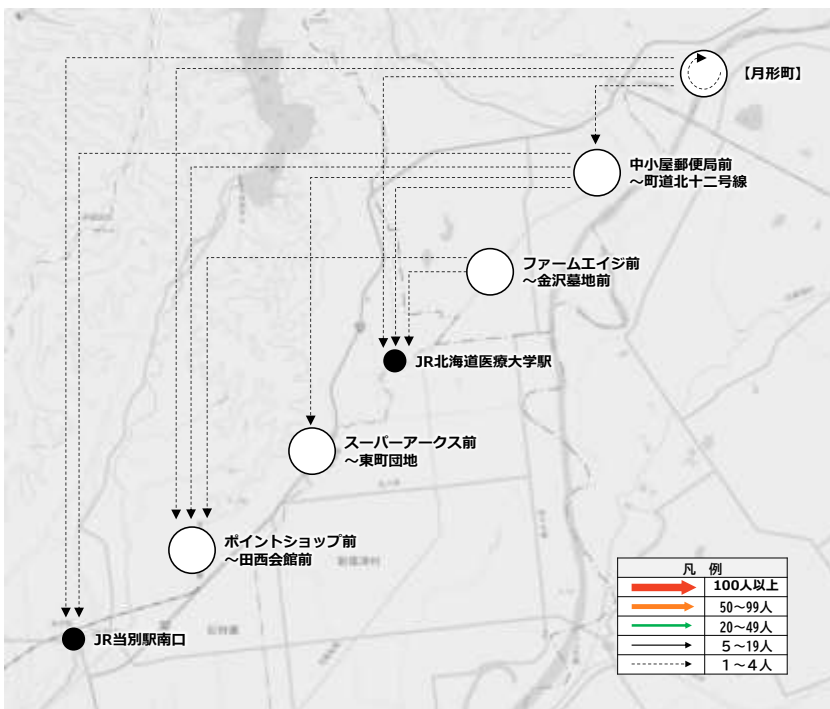 【月形町】
中小屋郵便局前
～町道北十二号線
ファームエイジ前
～金沢墓地前
JR北海道医療大学駅
スーパーアークス前
～東町団地
ポイントショップ前
～田西会館前
JR当別駅南口
凡 例
100人以上
50～99人
20～49人
５～19人
１～４人